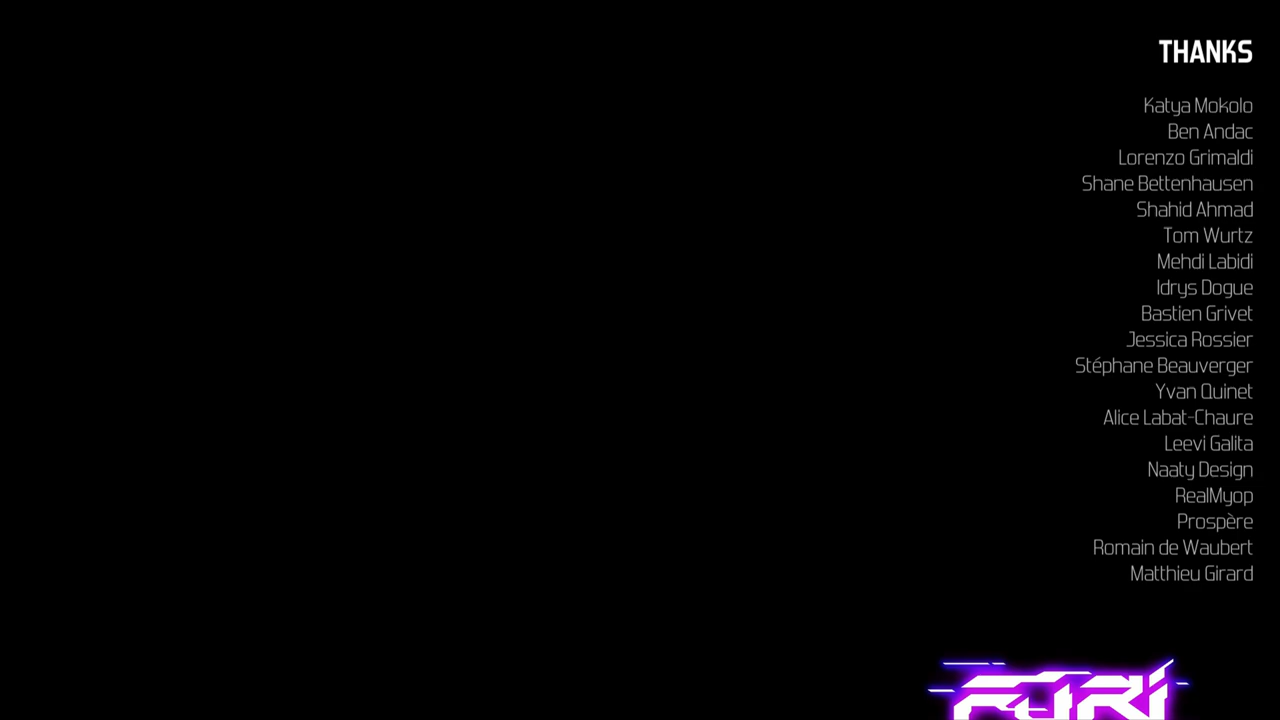 THANKS
Katya Mokolo
Ben Andac
Lorenzo Grimaldi
Shane Bettenhausen
Shahid Ahmad
Tom Wurtz
Mehdi Labidi
Idrys Dogue
Bastien Grivet
Jessica Rossier
Stéphane Beauverger
Yvan Quinet
Alice Labat-Chaure
Leevi Galita
Naaty Design
RealMyop
Prospère
Romain de Waubert
Matthieu Girard
FURI